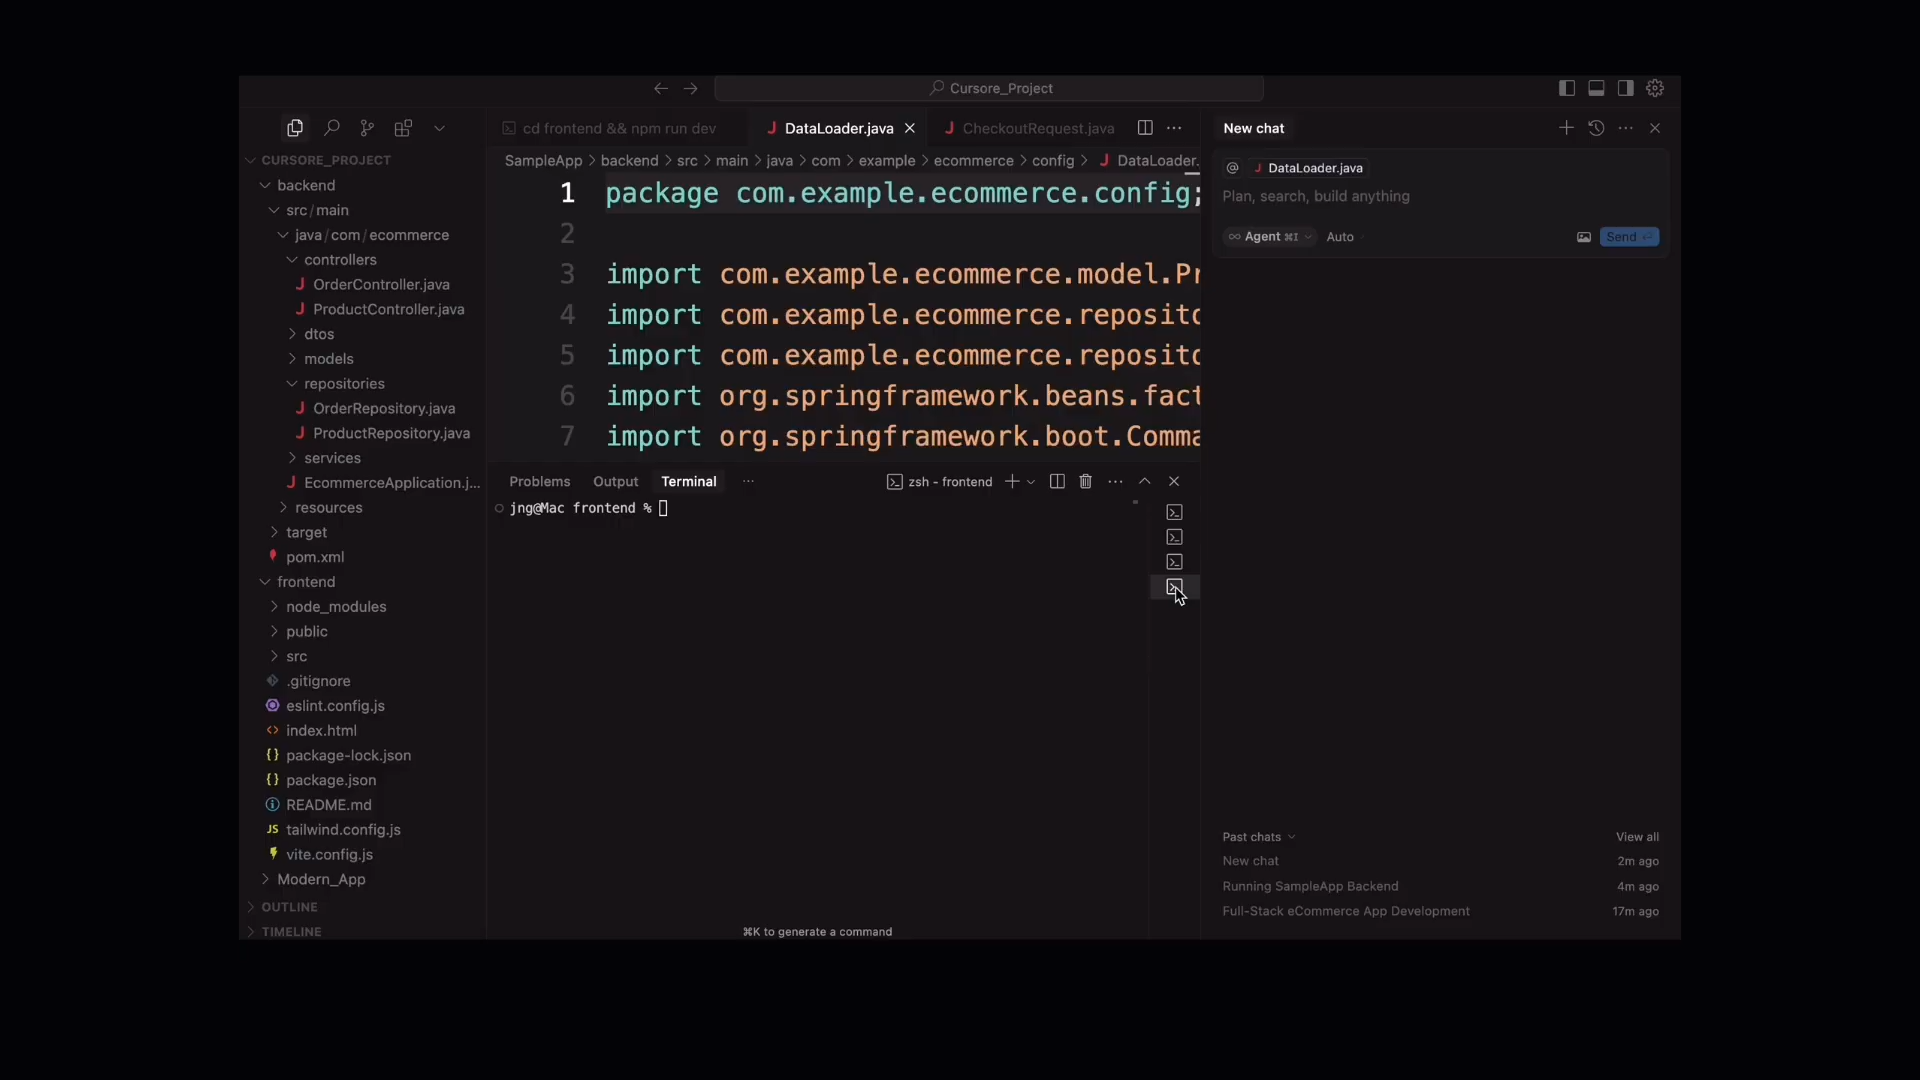 Cursore_Project
cd frontend && npm run dev
DataLoader.java
CheckoutRequest.java
SampleApp > backend > src > main > java > com > example > ecommerce > config > DataLoader.
1 package com.example.ecommerce.config;
2
3 import com.example.ecommerce.model.Pr
4 import com.example.ecommerce.reposito
5 import com.example.ecommerce.reposito
6 import org.springframework.beans.fact
7 import org.springframework.boot.Comma
CURSORE_PROJECT
backend
src/main
java/com/ecommerce
controllers
OrderController.java
ProductController.java
dtos
models
repositories
OrderRepository.java
ProductRepository.java
services
EcommerceApplication.j...
resources
target
pom.xml
frontend
node_modules
public
src
.gitignore
eslint.config.js
index.html
package-lock.json
package.json
README.md
tailwind.config.js
vite.config.js
Modern_App
OUTLINE
TIMELINE
Problems Output Terminal ...
zsh - frontend
jng@Mac frontend %
⌘K to generate a command
New chat
@ DataLoader.java
Plan, search, build anything
∞ Agent ⌘I Auto
Send
Past chats View all
New chat 2m ago
Running SampleApp Backend 4m ago
Full-Stack eCommerce App Development 17m ago